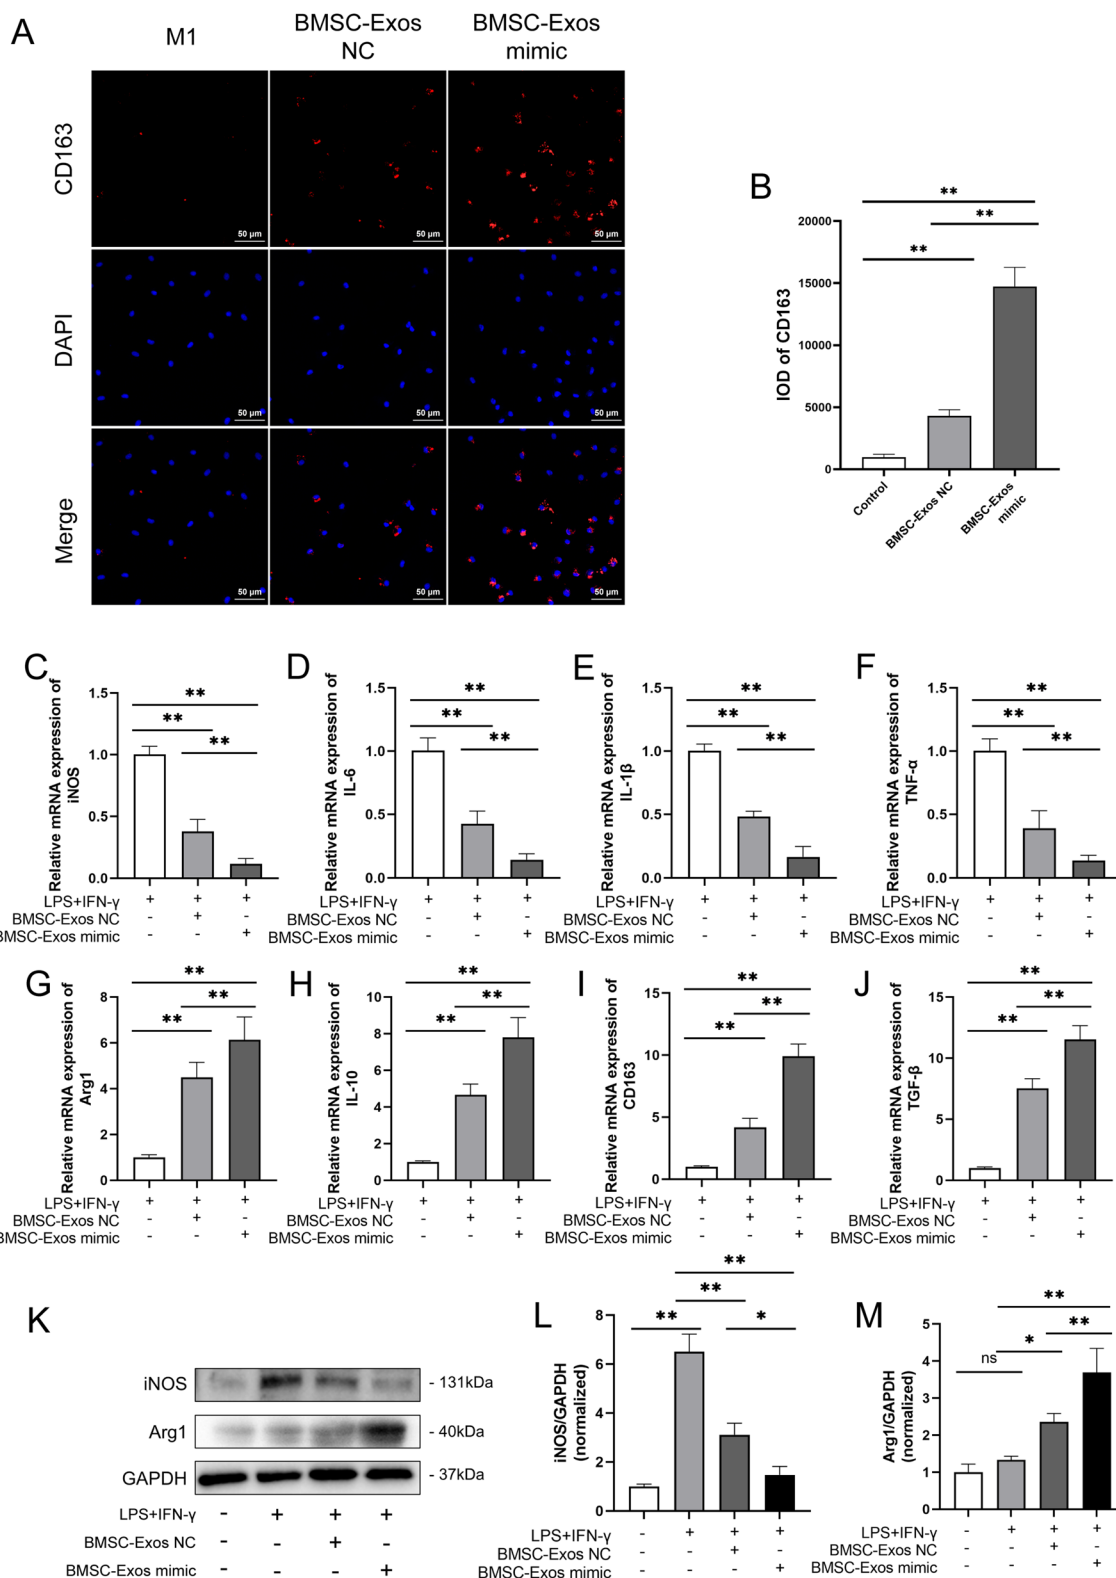 A
M1
BMSC-Exos
NC
BMSC-Exos
mimic
CD163
50 μm
50 μm
50 μm
DAPI
50 μm
50 μm
50 μm
Merge
50 μm
50 μm
50 μm
B
**
**
**
IOD of CD163
20000
15000
10000
5000
0
Control
BMSC-Exos NC
BMSC-Exos
mimic
C
Relative mRNA expression of
iNOS
1.5
1.0
0.5
0.0
**
**
**
LPS+IFN-γ + + +
BMSC-Exos NC - + -
BMSC-Exos mimic - - +
D
Relative mRNA expression of
IL-6
1.5
1.0
0.5
0.0
**
**
**
LPS+IFN-γ + + +
BMSC-Exos NC - + -
BMSC-Exos mimic - - +
E
Relative mRNA expression of
IL-1β
1.5
1.0
0.5
0.0
**
**
**
LPS+IFN-γ + + +
BMSC-Exos NC - + -
BMSC-Exos mimic - - +
F
Relative mRNA expression of
TNF-α
1.5
1.0
0.5
0.0
**
**
**
LPS+IFN-γ + + +
BMSC-Exos NC - + -
BMSC-Exos mimic - - +
G
Relative mRNA expression of
Arg1
8
6
4
2
0
**
**
**
LPS+IFN-γ + + +
BMSC-Exos NC - + -
BMSC-Exos mimic - - +
H
Relative mRNA expression of
IL-10
10
8
6
4
2
0
**
**
**
LPS+IFN-γ + + +
BMSC-Exos NC - + -
BMSC-Exos mimic - - +
I
Relative mRNA expression of
CD163
15
10
5
0
**
**
**
LPS+IFN-γ + + +
BMSC-Exos NC - + -
BMSC-Exos mimic - - +
J
Relative mRNA expression of
TGF-β
15
10
5
0
**
**
**
LPS+IFN-γ + + +
BMSC-Exos NC - + -
BMSC-Exos mimic - - +
K
iNOS - 131kDa
Arg1 - 40kDa
GAPDH - 37kDa
LPS+IFN-γ - + + +
BMSC-Exos NC - - + -
BMSC-Exos mimic - - - +
L
iNOS/GAPDH
(normalized)
8
6
4
2
0
**
**
**
*
LPS+IFN-γ - + + +
BMSC-Exos NC - - + -
BMSC-Exos mimic - - - +
M
Arg1/GAPDH
(normalized)
5
4
3
2
1
0
**
**
*
ns
LPS+IFN-γ - + + +
BMSC-Exos NC - - + -
BMSC-Exos mimic - - - +